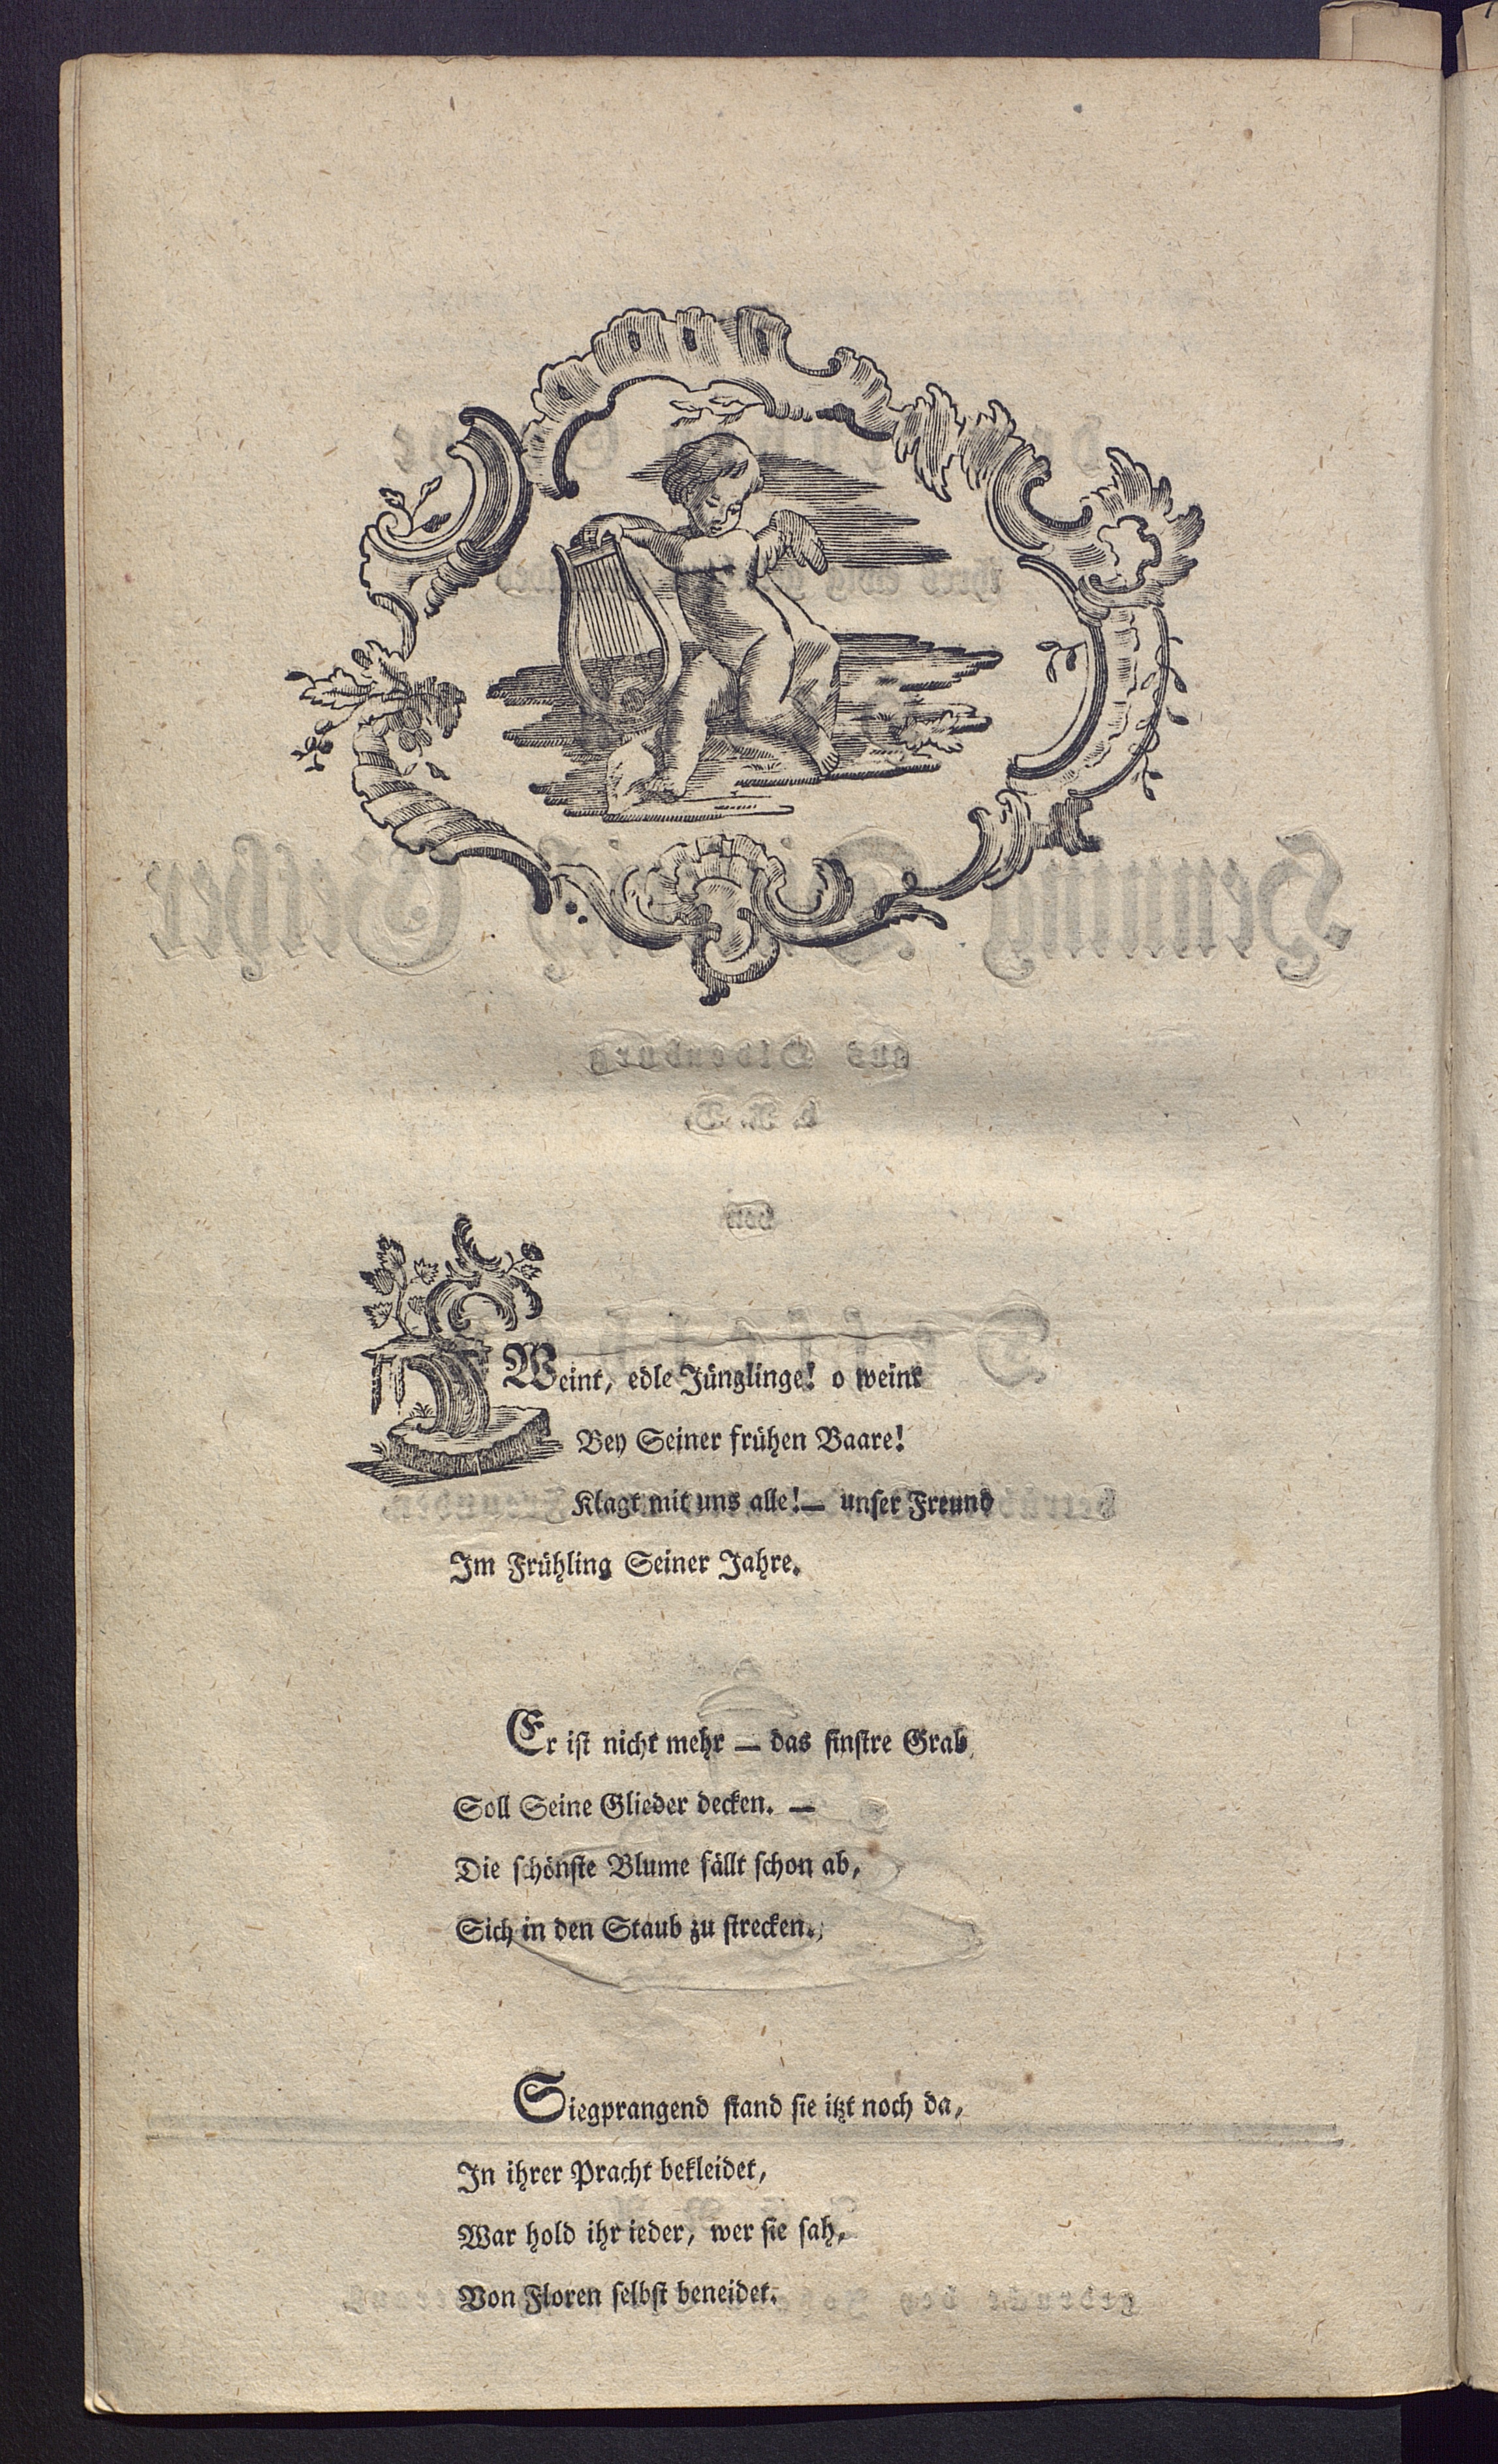 Weint, edle Jünglinge! o weint
Bey Seiner frühen Baare!
Klagt mit uns alle!— unser Freund
Im Frühling Seiner Jahre.
Er ist nicht mehr — das finstre Grab
Soll Seine Glieder decken. —
Die schönste Blume fällt schon ab,
Sich in den Staub zu strecken.
Siegprangend stand sie itzt noch da,
In ihrer Pracht bekleidet,
War hold ihr ieder, wer sie sah,
Von Floren selbst beneidet.